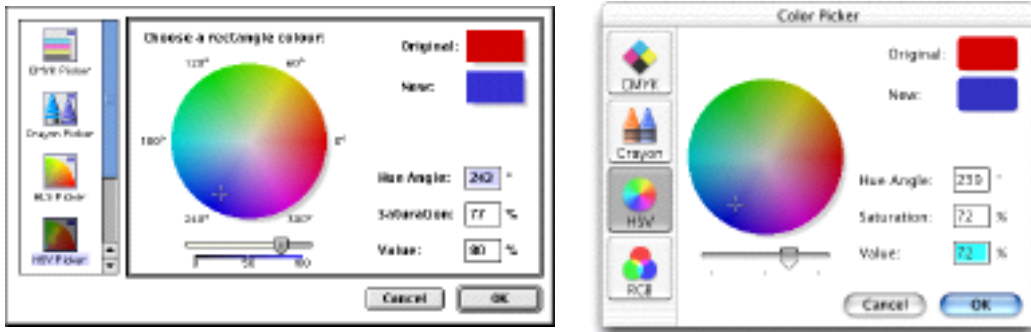 Choose a rectangle colour:
Original:
New:
CMYK Picker
Crayon Picker
HLS Picker
HSV Picker
120°
60°
180°
0°
240°
300°
0
50
100
Hue Angle: 242 °
Saturation: 77 %
Value: 80 %
Cancel
OK
Color Picker
CMYK
Crayon
HSV
RGB
Original:
New:
Hue Angle: 239 °
Saturation: 72 %
Value: 72 %
Cancel
OK